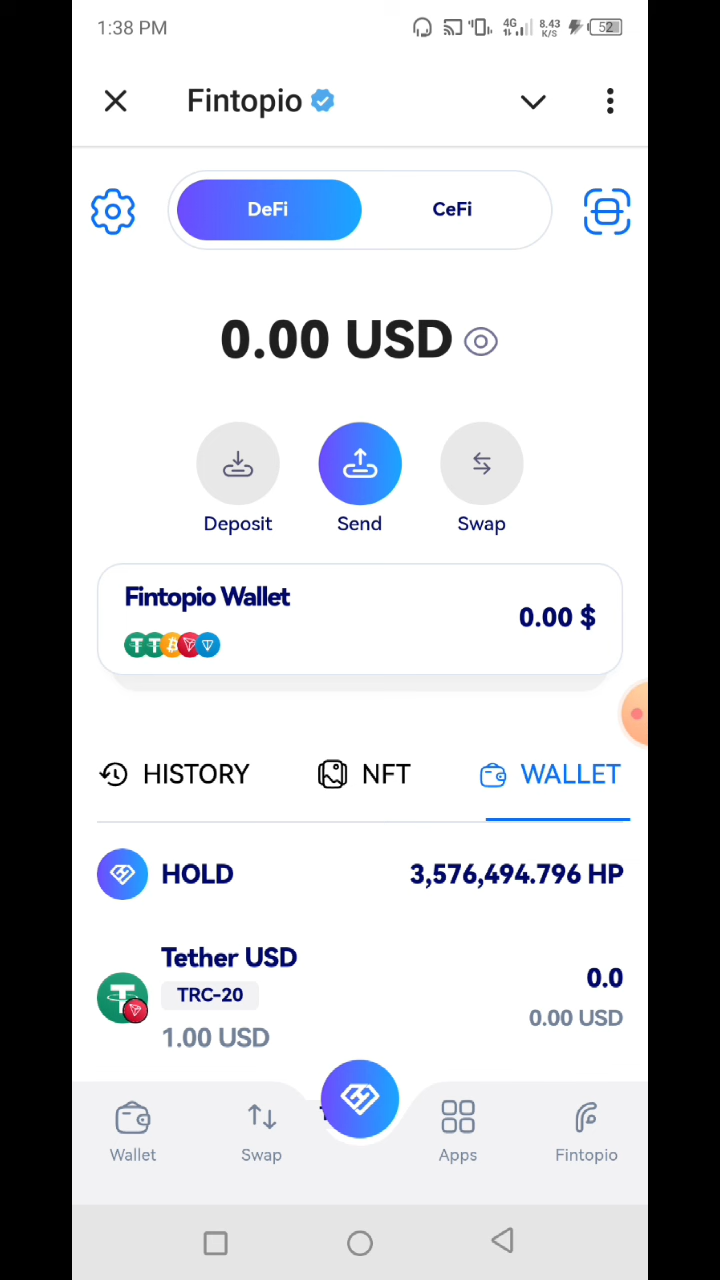 1:38 PM
4G
8.43
K/S
52
Fintopio
DeFi
CeFi
0.00 USD
Deposit
Send
Swap
Fintopio Wallet
0.00 $
HISTORY
NFT
WALLET
HOLD
3,576,494.796 HP
Tether USD
0.0
TRC-20
0.00 USD
1.00 USD
Wallet
Swap
Apps
Fintopio